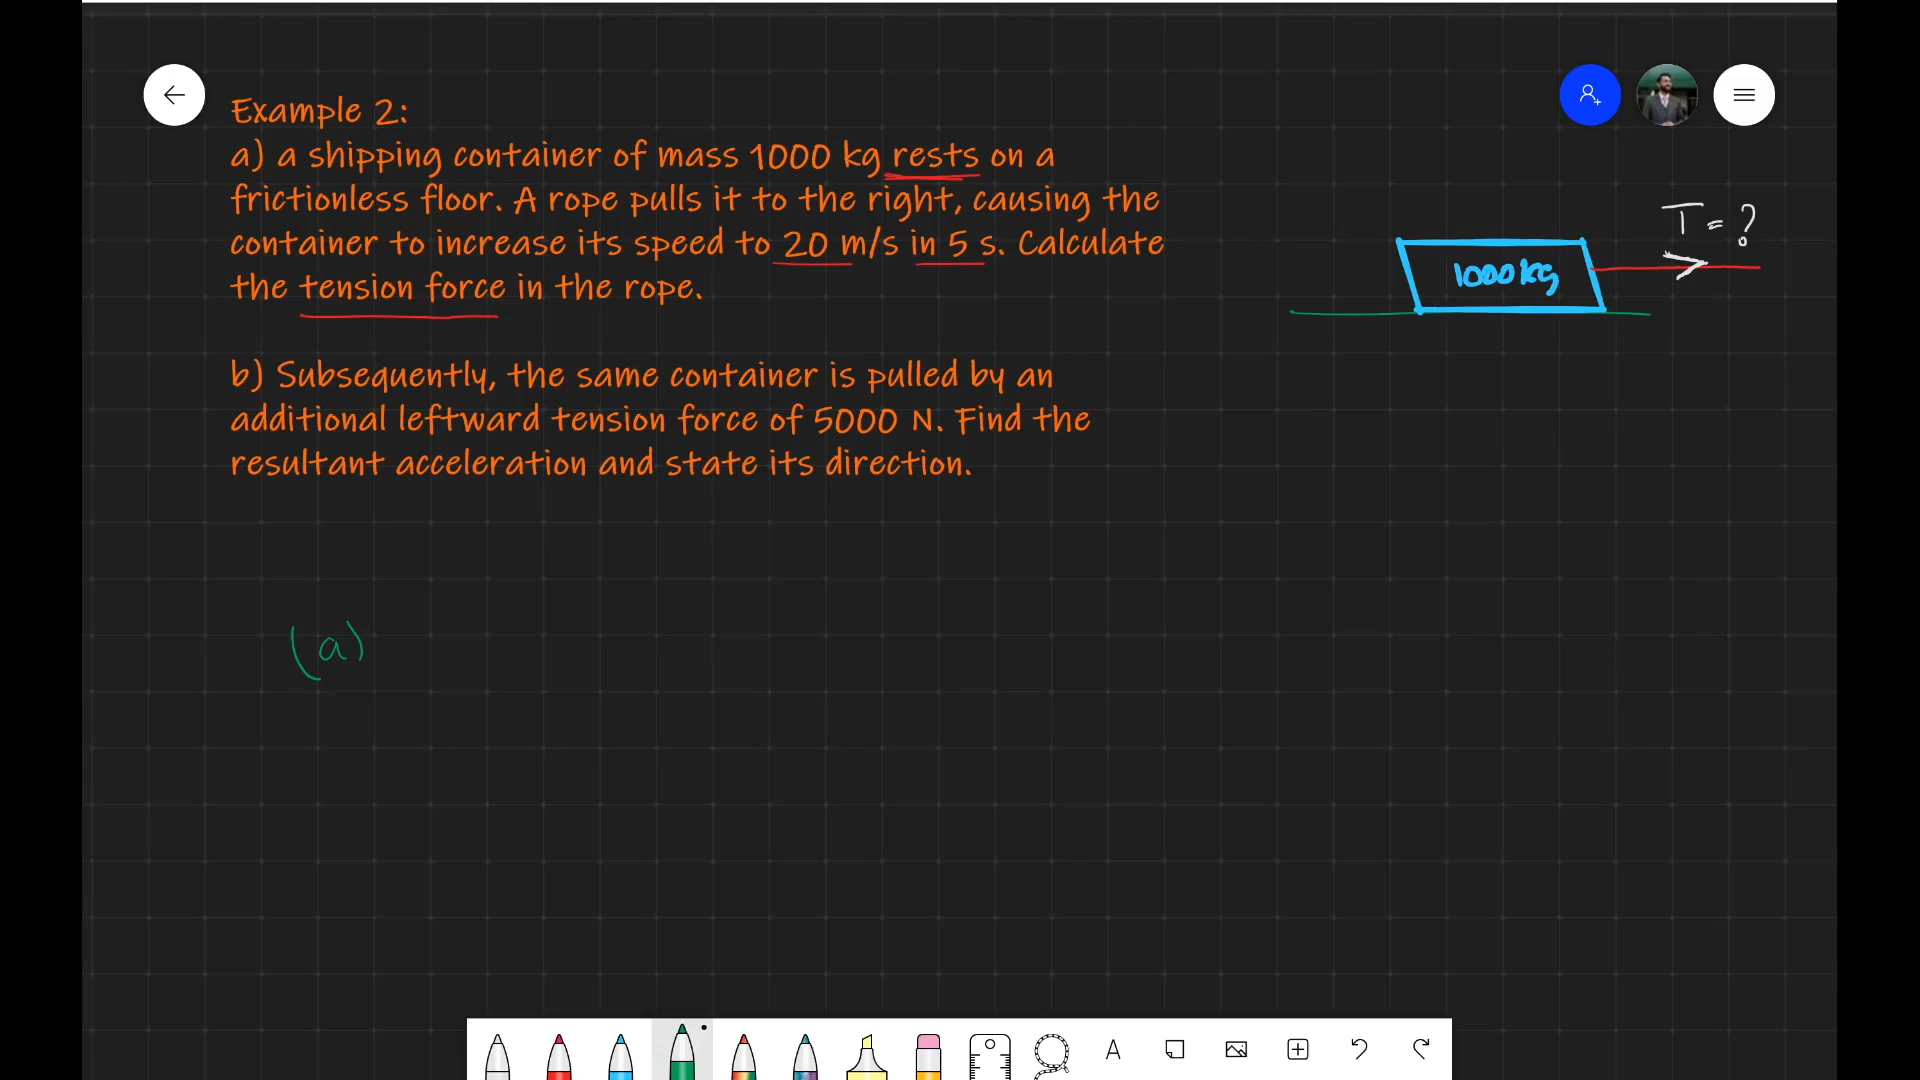 Example 2:
a) a shipping container of mass 1000 kg rests on a
frictionless floor. A rope pulls it to the right, causing the
container to increase its speed to 20 m/s in 5 s. Calculate
the tension force in the rope.
T = ?
1000 kg
b) Subsequently, the same container is pulled by an
additional leftward tension force of 5000 N. Find the
resultant acceleration and state its direction.
(a)
A